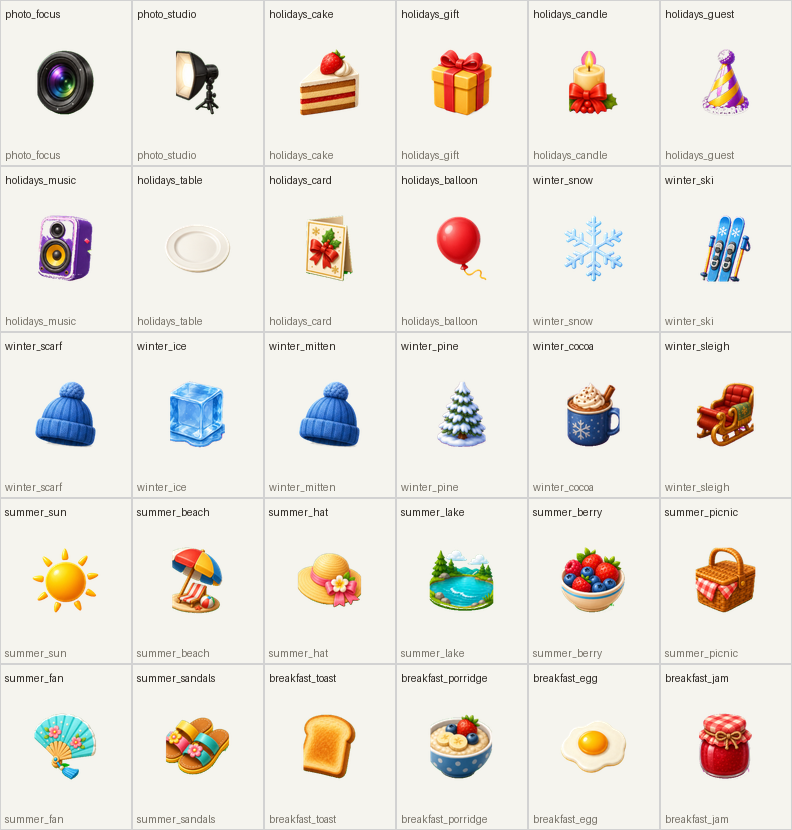 photo_focus photo_studio holidays_cake holidays_gift holidays_candle holidays_guest
photo_focus photo_studio holidays_cake holidays_gift holidays_candle holidays_guest
holidays_music holidays_table holidays_card holidays_balloon winter_snow winter_ski
holidays_music holidays_table holidays_card holidays_balloon winter_snow winter_ski
winter_scarf winter_ice winter_mitten winter_pine winter_cocoa winter_sleigh
winter_scarf winter_ice winter_mitten winter_pine winter_cocoa winter_sleigh
summer_sun summer_beach summer_hat summer_lake summer_berry summer_picnic
summer_sun summer_beach summer_hat summer_lake summer_berry summer_picnic
summer_fan summer_sandals breakfast_toast breakfast_porridge breakfast_egg breakfast_jam
summer_fan summer_sandals breakfast_toast breakfast_porridge breakfast_egg breakfast_jam